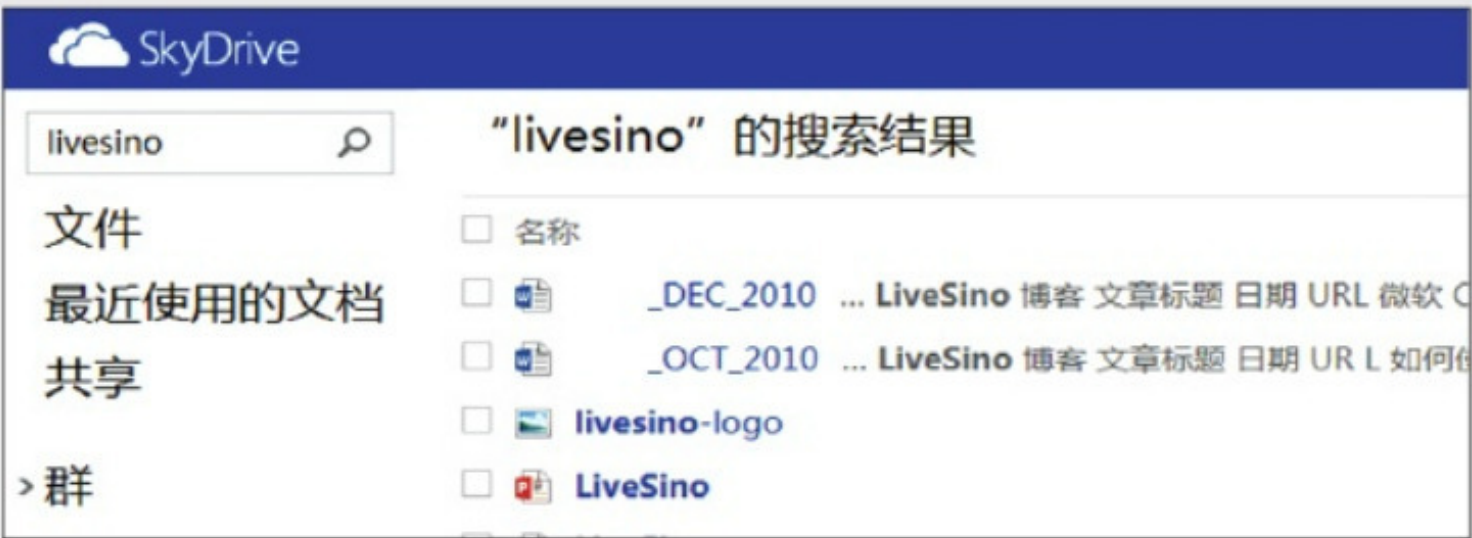 SkyDrive
livesino
文件
最近使用的文档
共享
群
“livesino”的搜索结果
名称
_DEC_2010 ... LiveSino 博客 文章标题 日期 URL 微软
_OCT_2010 ... LiveSino 博客 文章标题 日期 UR L 如何
livesino-logo
LiveSino